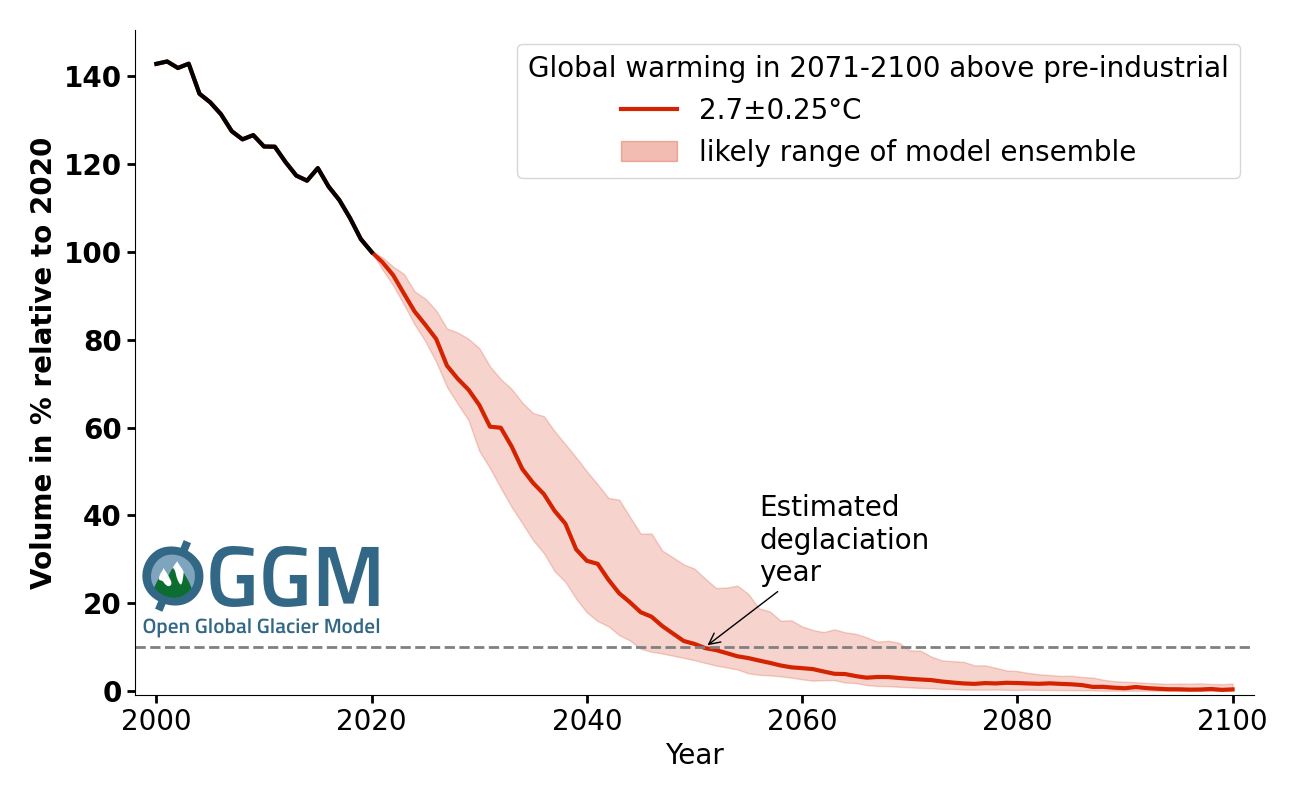 Global warming in 2071-2100 above pre-industrial
2.7±0.25°C
likely range of model ensemble
Volume in % relative to 2020
140
120
100
80
60
40
20
0
Estimated
deglaciation
year
OGGM
Open Global Glacier Model
2000 2020 2040 2060 2080 2100
Year